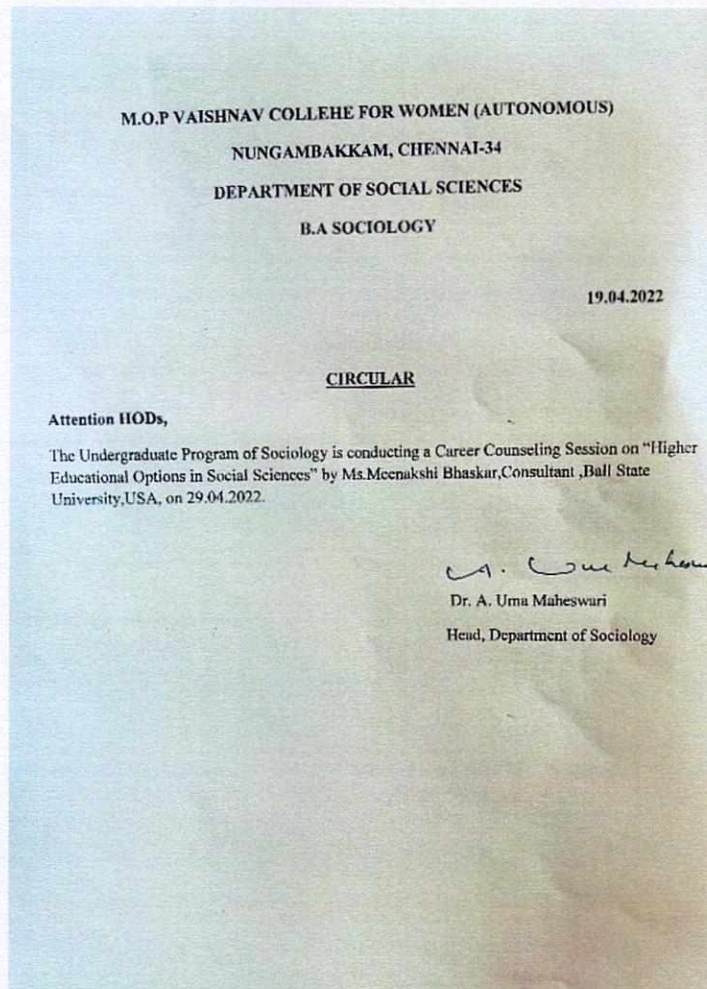 M.O.P VAISHNAV COLLEHE FOR WOMEN (AUTONOMOUS)
NUNGAMBAKKAM, CHENNAI-34
DEPARTMENT OF SOCIAL SCIENCES
B.A SOCIOLOGY
19.04.2022
CIRCULAR
Attention HODs,
The Undergraduate Program of Sociology is conducting a Career Counseling Session on “Higher
Educational Options in Social Sciences” by Ms.Meenakshi Bhaskar,Consultant ,Ball State
University,USA, on 29.04.2022.
A. Uma Maheswari
Dr. A. Uma Maheswari
Head, Department of Sociology